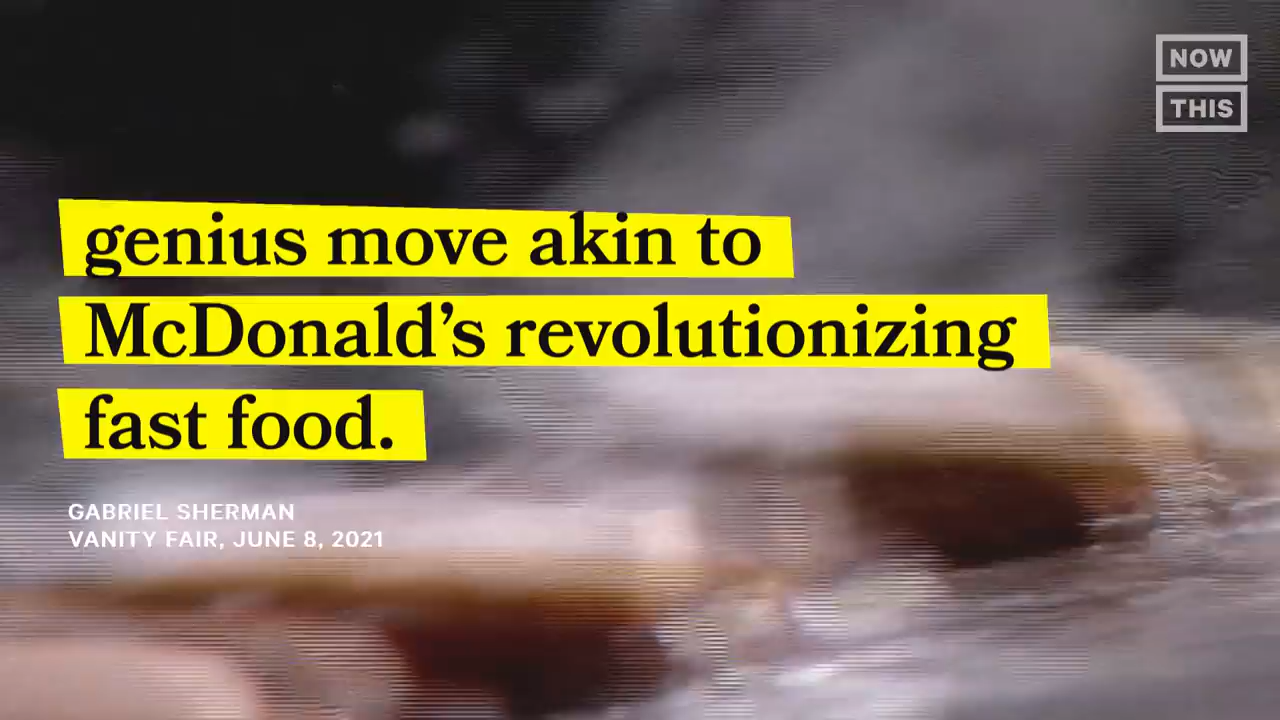 NOW
THIS
genius move akin to
McDonald's revolutionizing
fast food.
GABRIEL SHERMAN
VANITY FAIR, JUNE 8, 2021